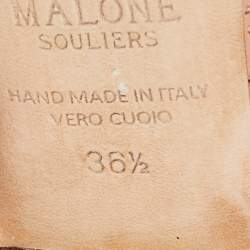 MALONE
SOULIERS
HAND MADE IN ITALY
VERO CUOIO
36½